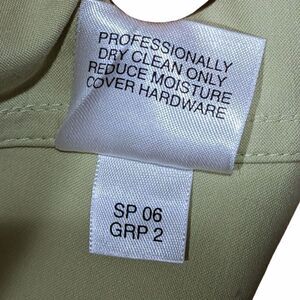 PROFESSIONALLY
DRY CLEAN ONLY
REDUCE MOISTURE
COVER HARDWARE
SP 06
GRP 2